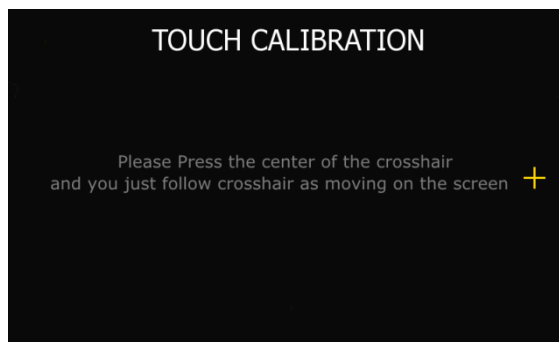 TOUCH CALIBRATION
Please Press the center of the crosshair
and you just follow crosshair as moving on the screen